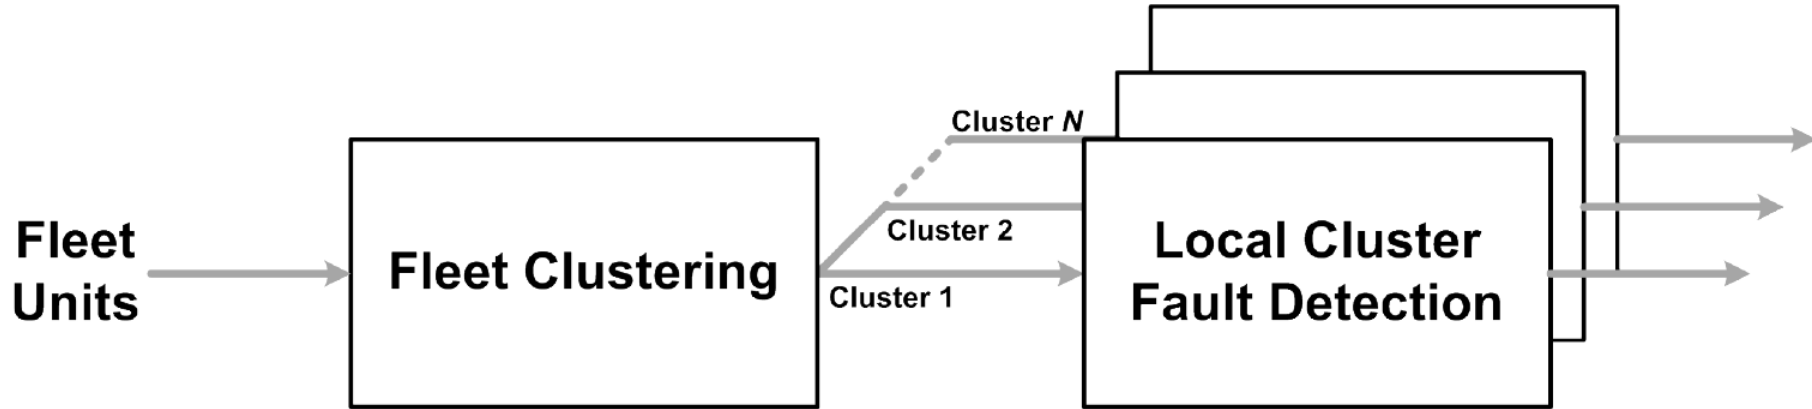 Fleet
Units
Fleet Clustering
Cluster N
Cluster 2
Cluster 1
Local Cluster
Fault Detection